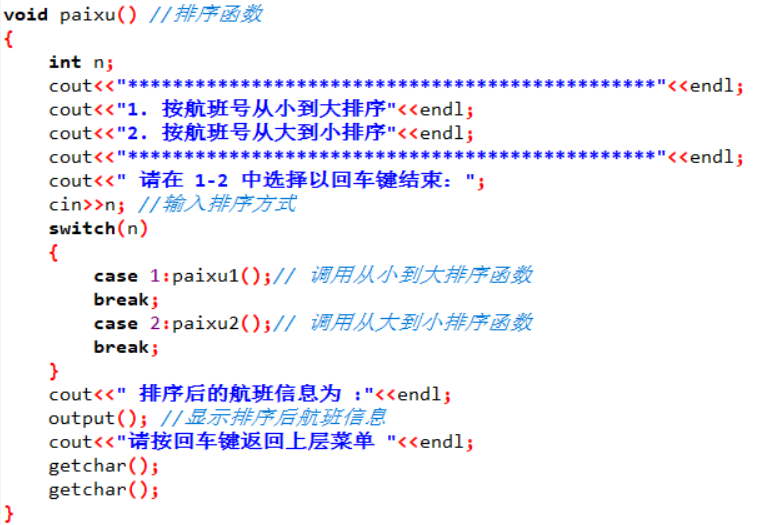 void paixu() //排序函数
{
    int n;
    cout<<"***********************************************"<<endl;
    cout<<"1. 按航班号从小到大排序"<<endl;
    cout<<"2. 按航班号从大到小排序"<<endl;
    cout<<"***********************************************"<<endl;
    cout<<" 请在 1-2 中选择以回车键结束: ";
    cin>>n; //输入排序方式
    switch(n)
    {
        case 1:paixu1();// 调用从小到大排序函数
        break;
        case 2:paixu2();// 调用从大到小排序函数
        break;
    }
    cout<<" 排序后的航班信息为 :"<<endl;
    output(); //显示排序后航班信息
    cout<<"请按回车键返回上层菜单 "<<endl;
    getchar();
    getchar();
}